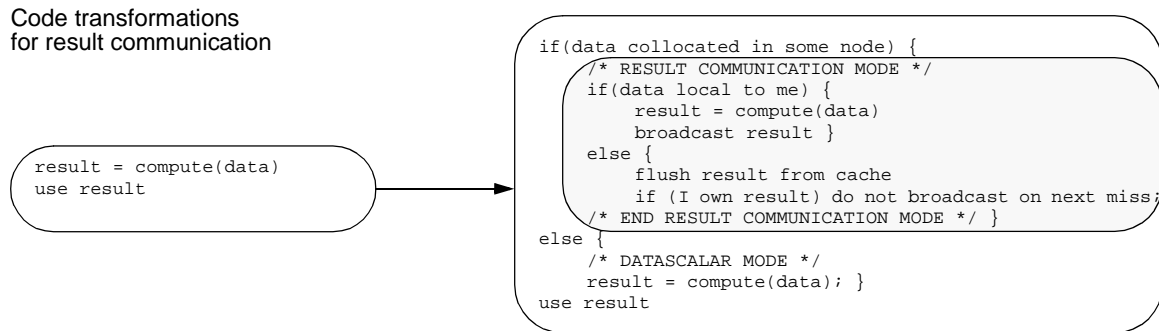 Code transformations
for result communication
result = compute(data)
use result
if(data collocated in some node) {
/* RESULT COMMUNICATION MODE */
if(data local to me) {
result = compute(data)
broadcast result }
else {
flush result from cache
if (I own result) do not broadcast on next miss;
/* END RESULT COMMUNICATION MODE */ }
else {
/* DATASCALAR MODE */
result = compute(data); }
use result